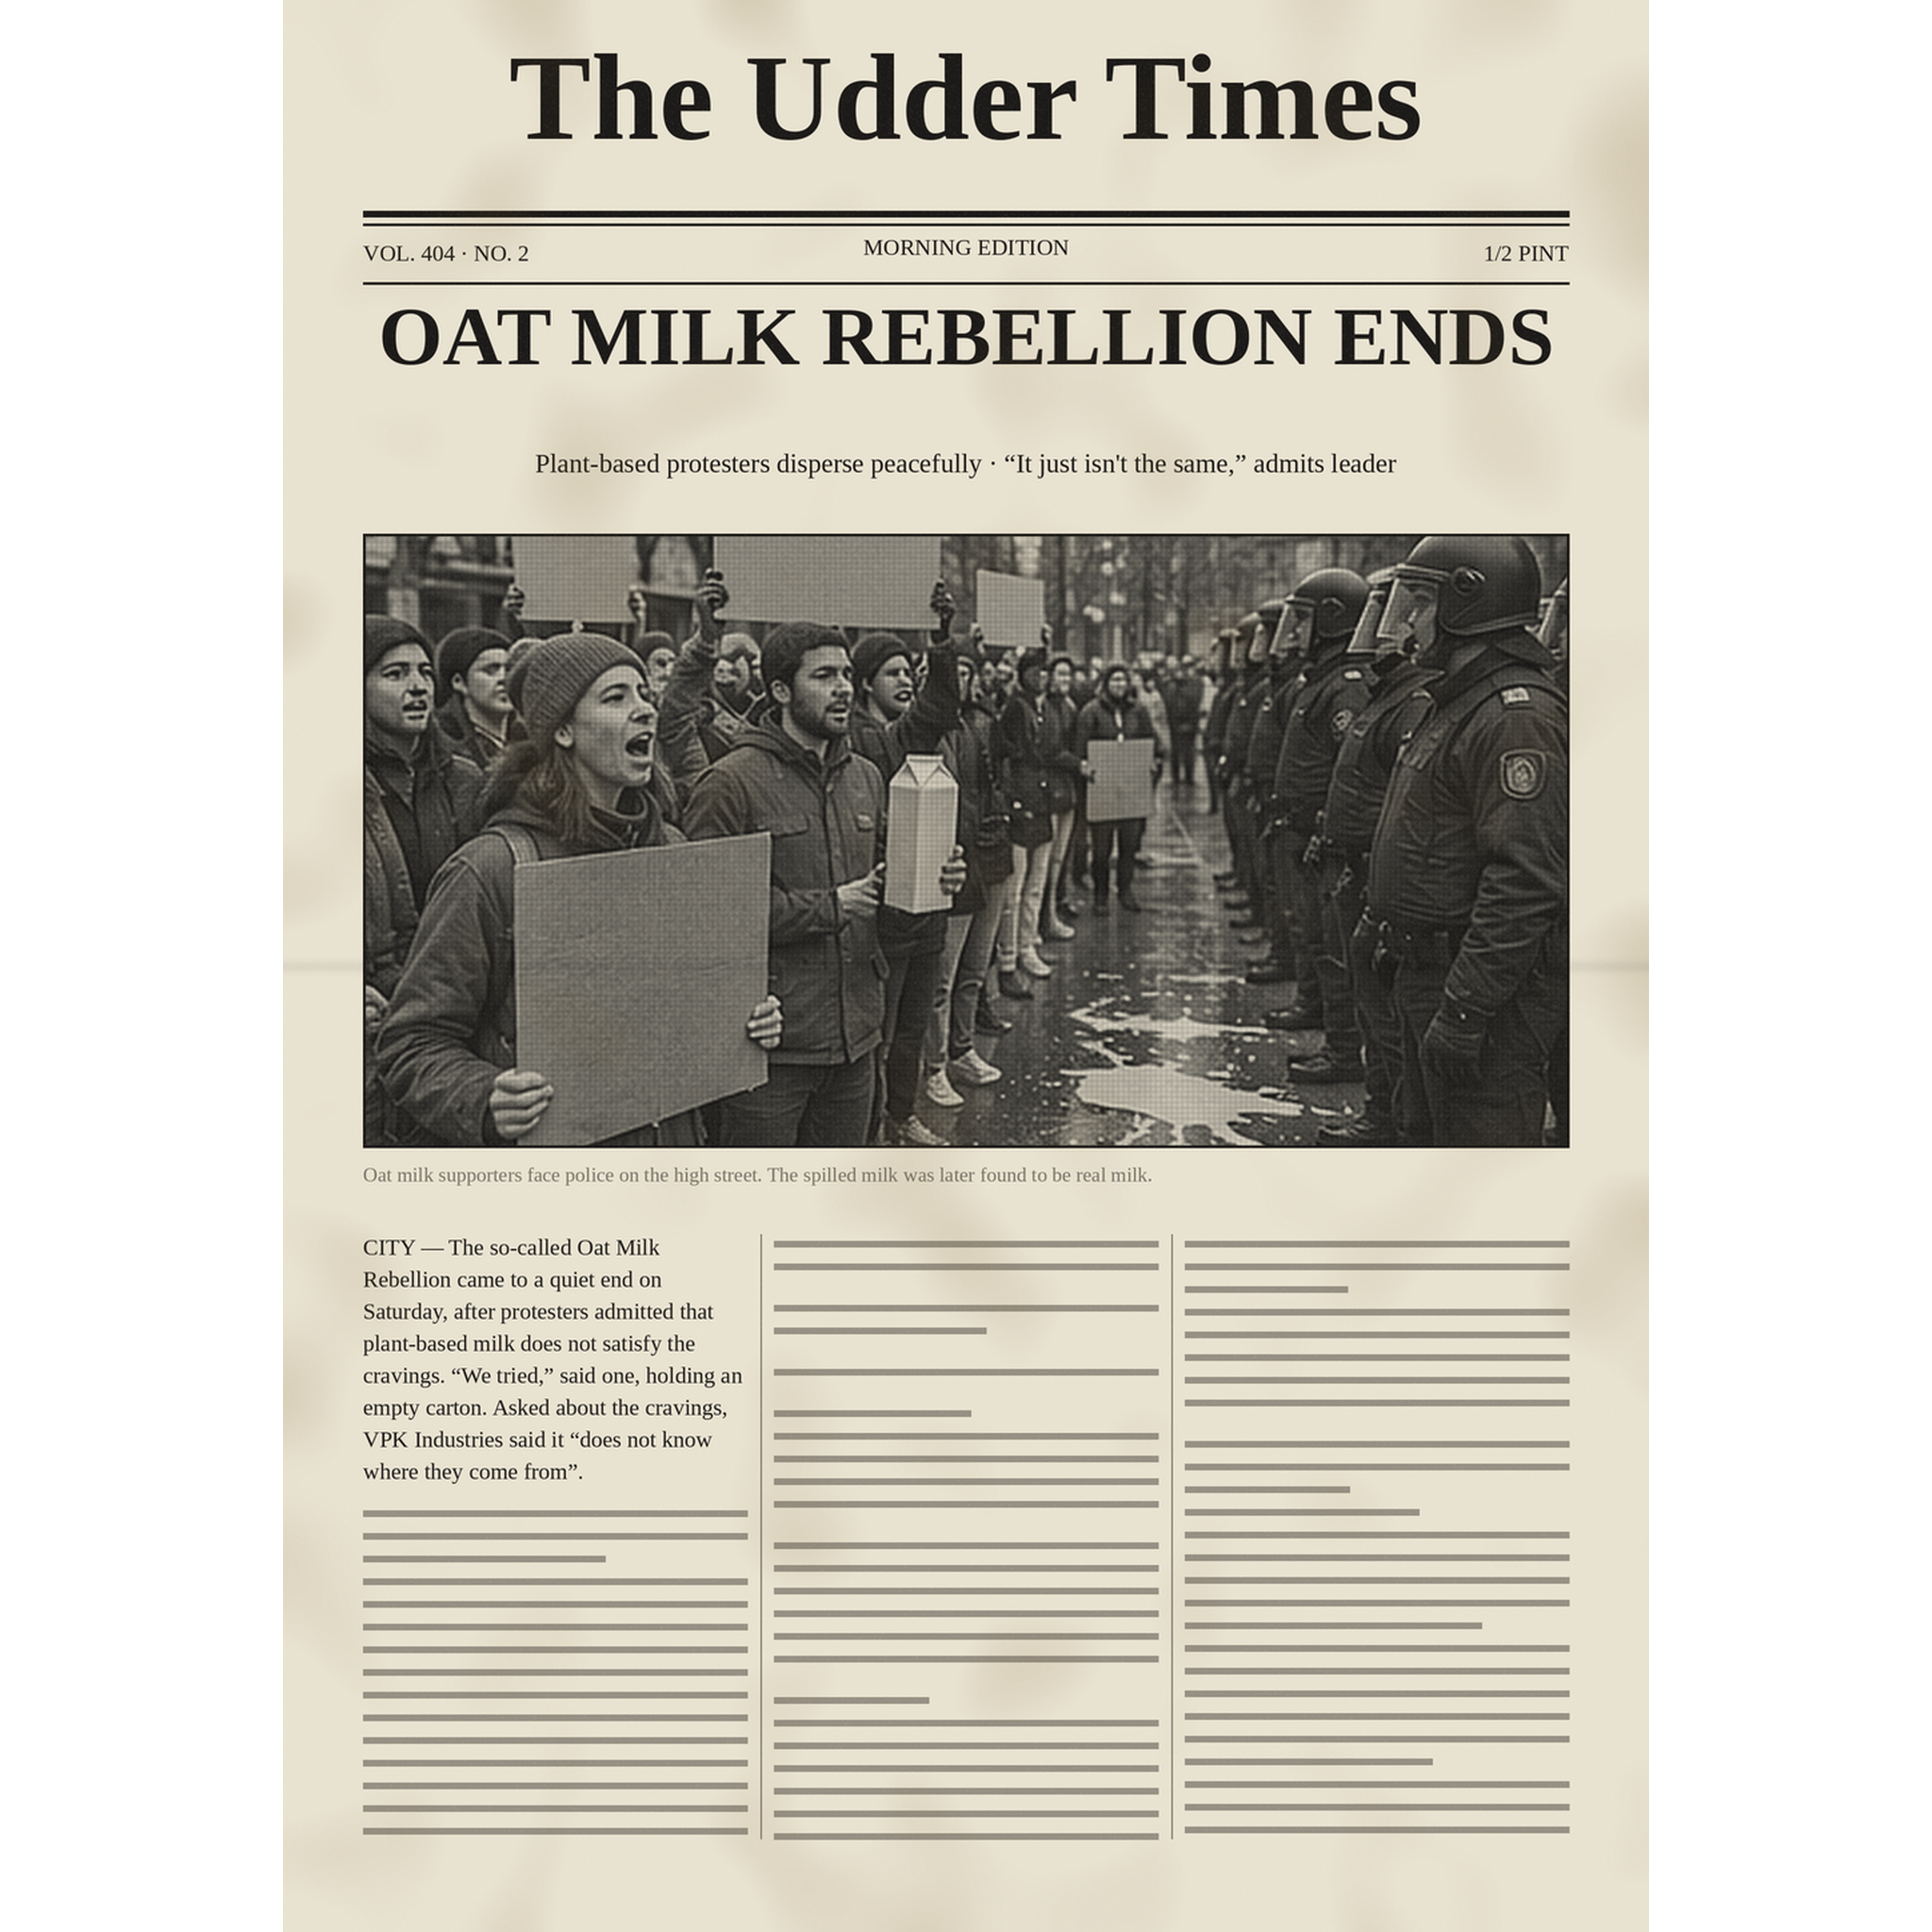 The Udder Times
VOL. 404 · NO. 2
MORNING EDITION
1/2 PINT
OAT MILK REBELLION ENDS
Plant-based protesters disperse peacefully · “It just isn't the same,” admits leader
Oat milk supporters face police on the high street. The spilled milk was later found to be real milk.
CITY — The so-called Oat Milk
Rebellion came to a quiet end on
Saturday, after protesters admitted that
plant-based milk does not satisfy the
cravings. “We tried,” said one, holding an
empty carton. Asked about the cravings,
VPK Industries said it “does not know
where they come from”.